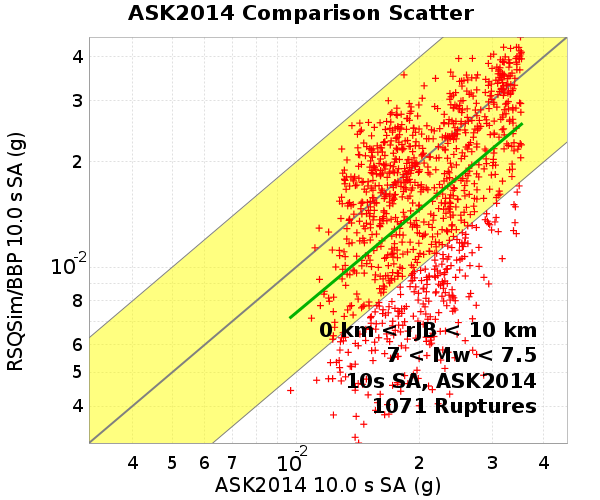 ASK2014 Comparison Scatter
RSQSim/BBP 10.0 s SA (g)
4
3
2
10-2
8
6
5
4
0 km < rJB < 10 km
7 < Mw < 7.5
10s SA, ASK2014
1071 Ruptures
4 5 6 7 10-2 2 3 4
ASK2014 10.0 s SA (g)